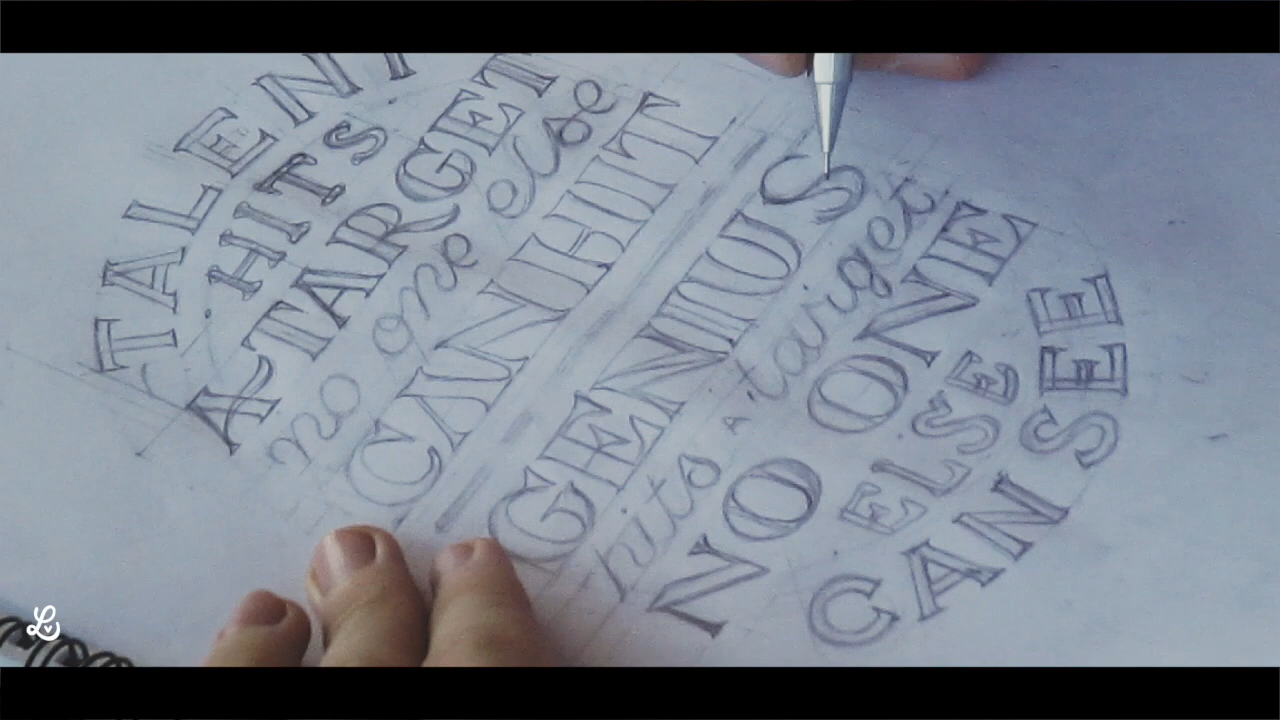 TALENT
HITS
A TARGET
no one else
CAN HIT
GENIUS
hits A target
NO ONE
ELSE
CAN SEE